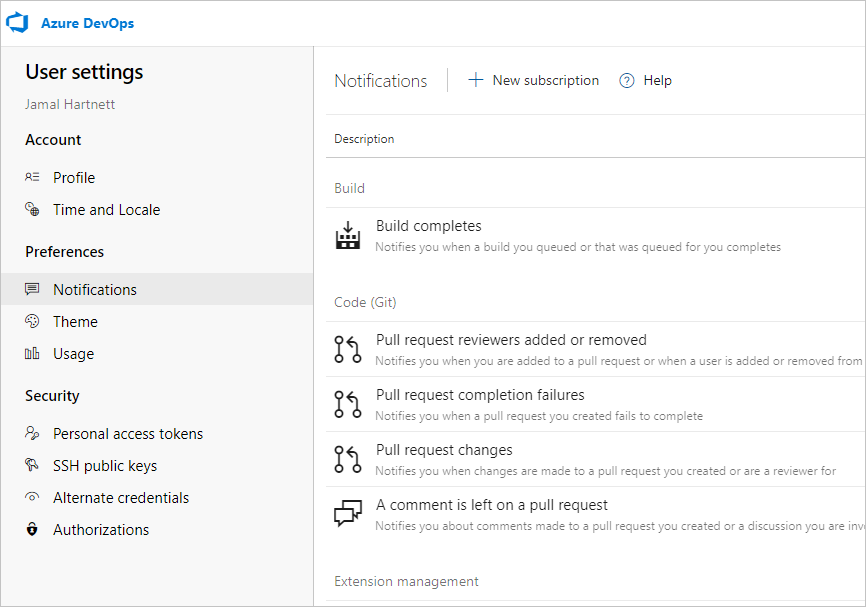 Azure DevOps
User settings
Jamal Hartnett
Account
Profile
Time and Locale
Preferences
Notifications
Theme
Usage
Security
Personal access tokens
SSH public keys
Alternate credentials
Authorizations
Notifications
New subscription
Help
Description
Build
Build completes
Notifies you when a build you queued or that was queued for you completes
Code (Git)
Pull request reviewers added or removed
Notifies you when you are added to a pull request or when a user is added or removed from
Pull request completion failures
Notifies you when a pull request you created fails to complete
Pull request changes
Notifies you when changes are made to a pull request you created or are a reviewer for
A comment is left on a pull request
Notifies you about comments made to a pull request you created or a discussion you are inv
Extension management